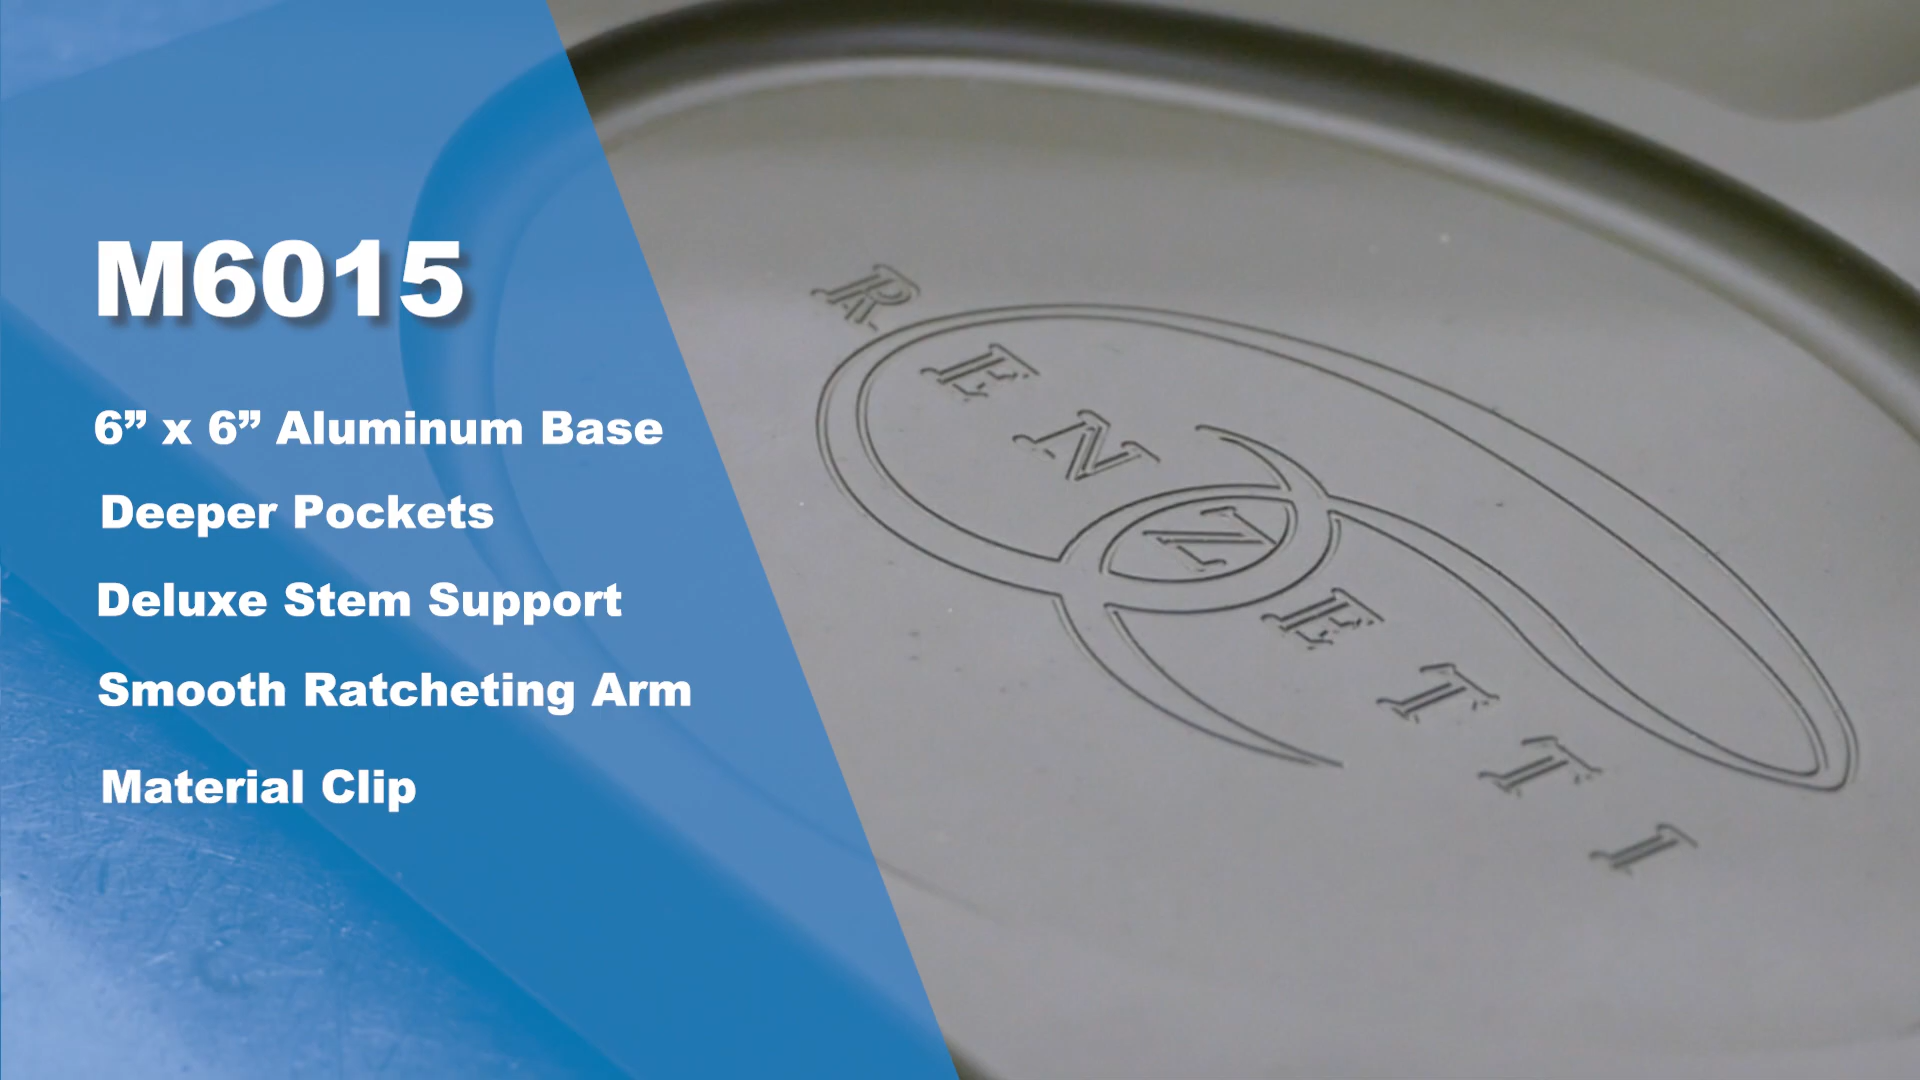 M6015
6” x 6” Aluminum Base
Deeper Pockets
Deluxe Stem Support
Smooth Ratcheting Arm
Material Clip
RENZETTI